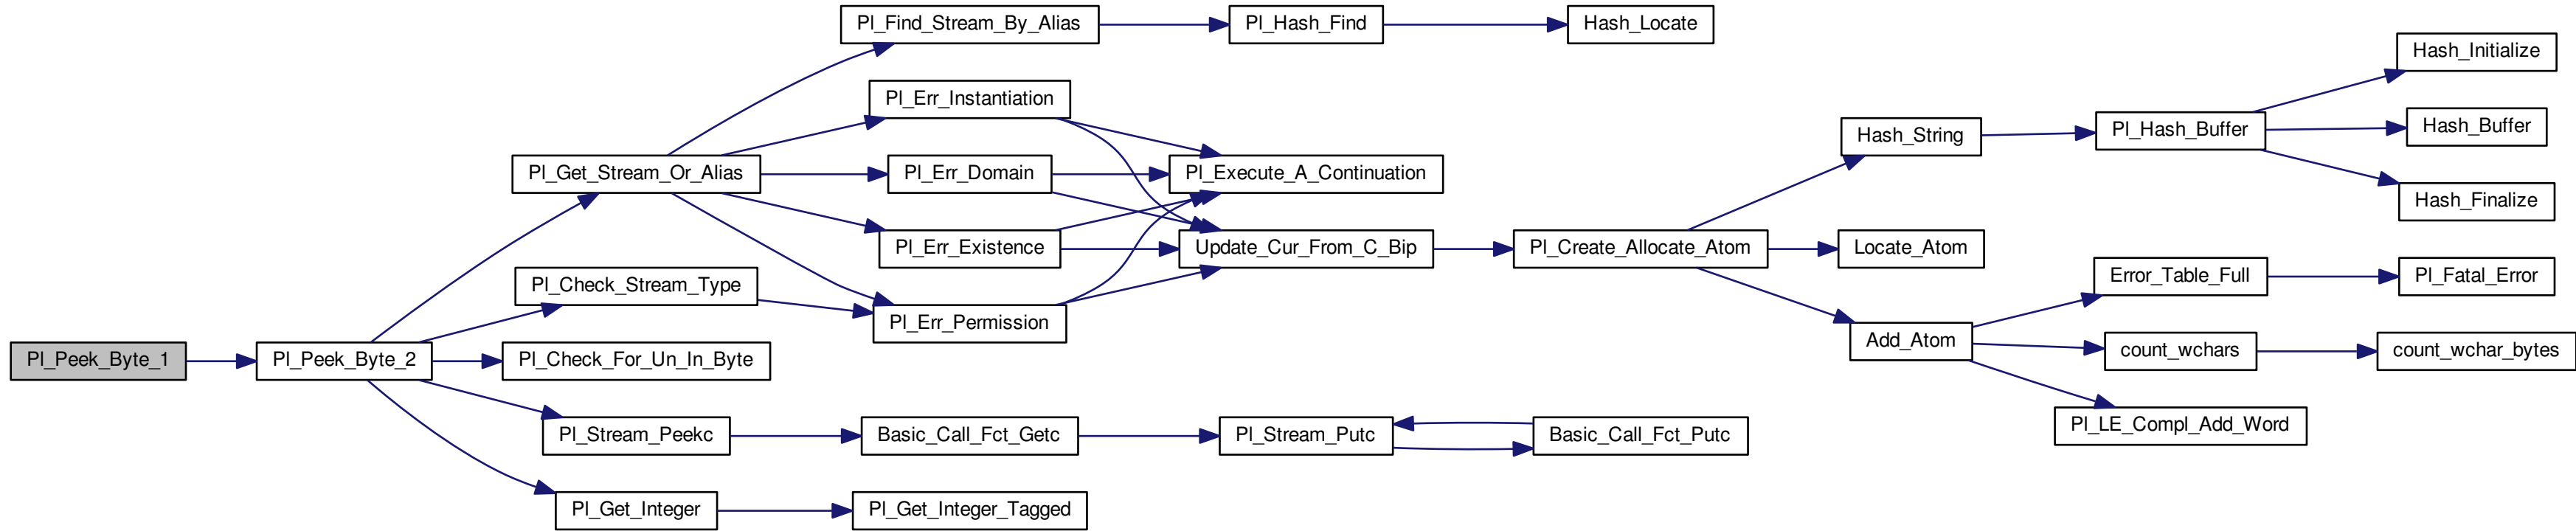 Pl_Peek_Byte_1
Pl_Peek_Byte_2
Pl_Get_Stream_Or_Alias
Pl_Check_Stream_Type
Pl_Check_For_Un_In_Byte
Pl_Stream_Peekc
Pl_Get_Integer
Pl_Find_Stream_By_Alias
Pl_Err_Instantiation
Pl_Err_Domain
Pl_Err_Existence
Pl_Err_Permission
Basic_Call_Fct_Getc
Pl_Get_Integer_Tagged
Pl_Hash_Find
Pl_Execute_A_Continuation
Update_Cur_From_C_Bip
Pl_Stream_Putc
Hash_Locate
Pl_Create_Allocate_Atom
Basic_Call_Fct_Putc
Hash_String
Locate_Atom
Add_Atom
Pl_Hash_Buffer
Error_Table_Full
count_wchars
Pl_LE_Compl_Add_Word
Hash_Initialize
Hash_Buffer
Hash_Finalize
Pl_Fatal_Error
count_wchar_bytes